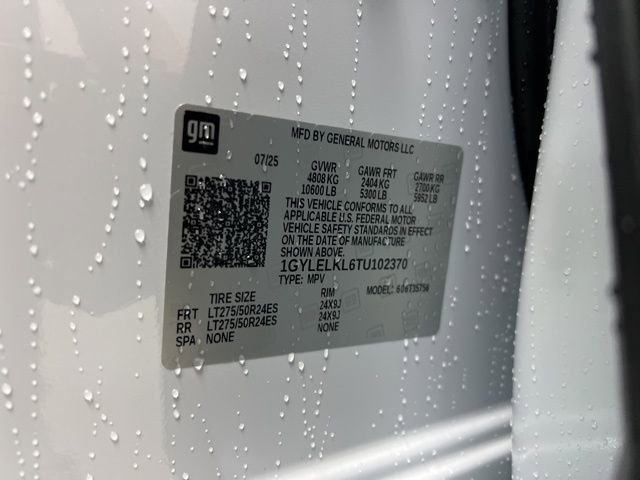 gm
MFD BY GENERAL MOTORS LLC
07/25 GVWR GAWR FRT GAWR RR
4808 KG 2404 KG 2700 KG
10600 LB 5300 LB 5952 LB
THIS VEHICLE CONFORMS TO ALL
APPLICABLE U.S. FEDERAL MOTOR
VEHICLE SAFETY STANDARDS IN EFFECT
ON THE DATE OF MANUFACTURE
SHOWN ABOVE.
1GYLELKL6TU102370
TYPE: MPV MODEL:
TIRE SIZE RIM
FRT LT275/50R24ES 24X9J
RR LT275/50R24ES 24X9J
SPA NONE NONE